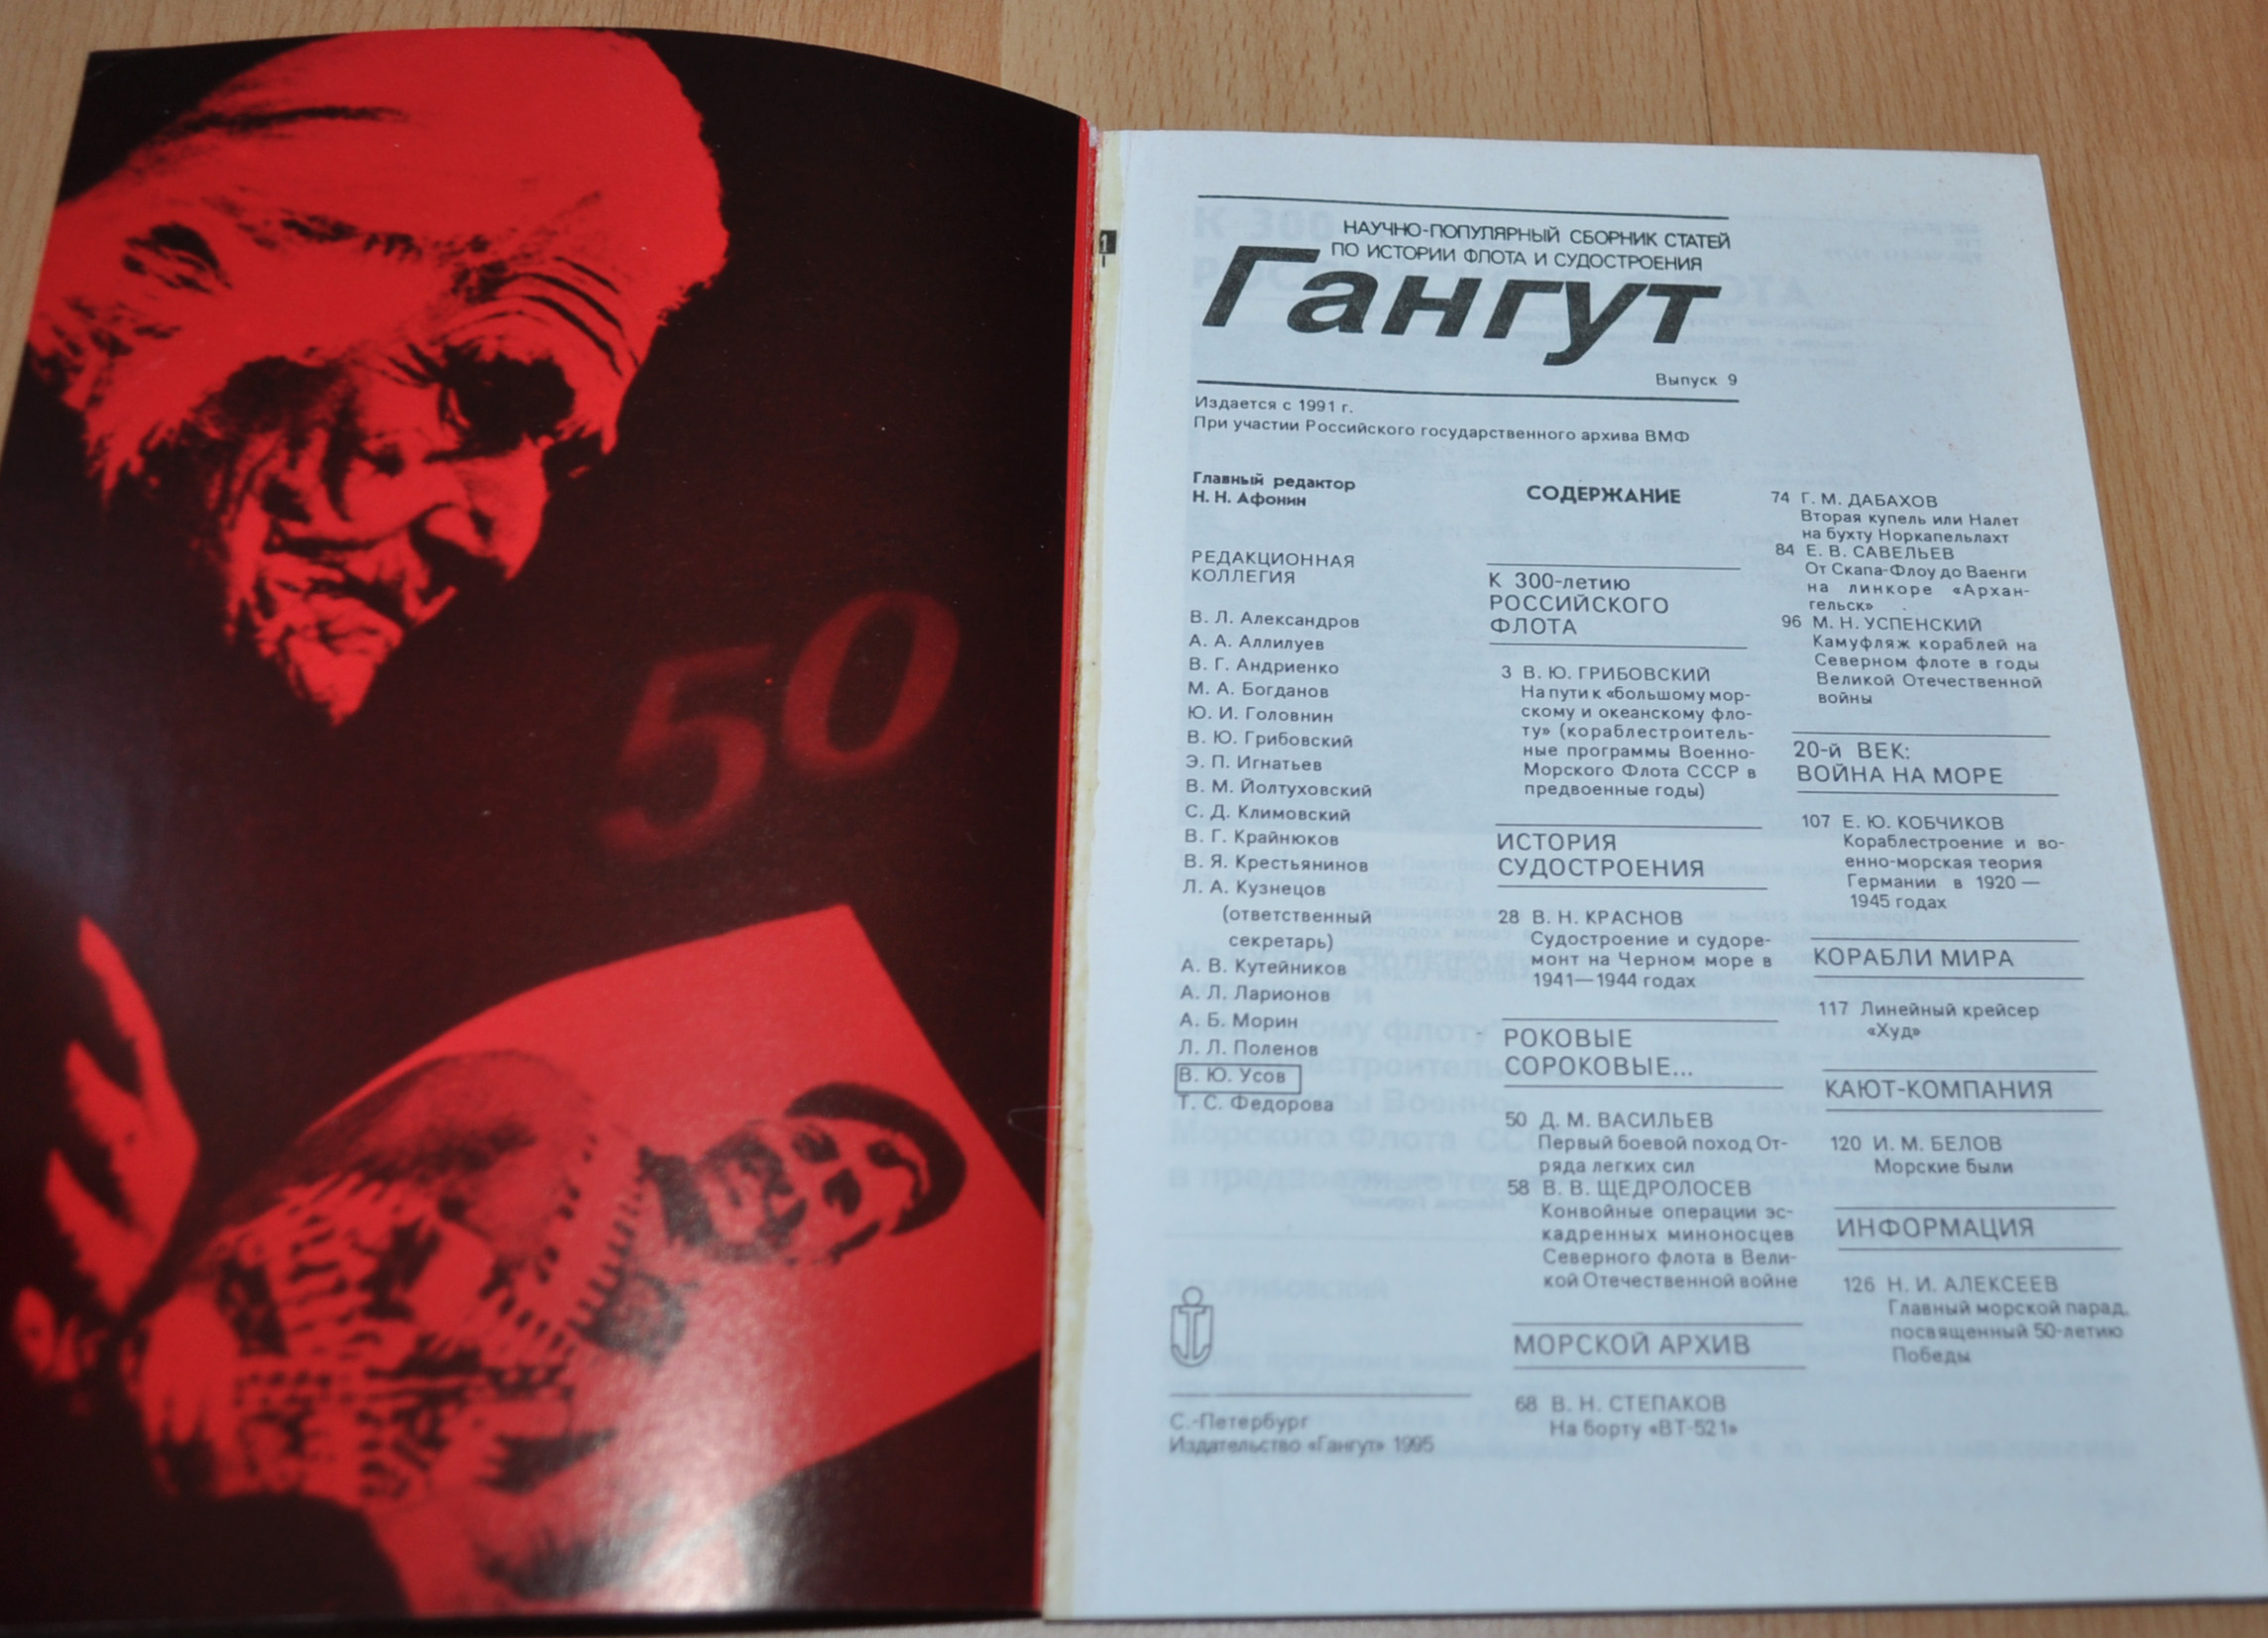 50
НАУЧНО-ПОПУЛЯРНЫЙ СБОРНИК СТАТЕЙ
ПО ИСТОРИИ ФЛОТА И СУДОСТРОЕНИЯ
Гангут
Выпуск 9
Издается с 1991 г.
При участии Российского государственного архива ВМФ
Главный редактор
Н. Н. Афонин
РЕДАКЦИОННАЯ
КОЛЛЕГИЯ
В. Л. Александров
А. А. Аллилуев
В. Г. Андриенко
М. А. Богданов
Ю. И. Головнин
В. Ю. Грибовский
Э. П. Игнатьев
В. М. Йолтуховский
С. Д. Климовский
В. Г. Крайнюков
В. Я. Крестьянинов
Л. А. Кузнецов
(ответственный
секретарь)
А. В. Кутейников
А. Л. Ларионов
А. Б. Морин
Л. Л. Поленов
В. Ю. Усов
Т. С. Федорова
С.-Петербург
Издательство «Гангут» 1995
СОДЕРЖАНИЕ
К 300-летию
РОССИЙСКОГО
ФЛОТА
3 В. Ю. ГРИБОВСКИЙ
На пути к «большому мор-
скому и океанскому фло-
ту» (кораблестроитель-
ные программы Военно-
Морского Флота СССР в
предвоенные годы)
ИСТОРИЯ
СУДОСТРОЕНИЯ
28 В. Н. КРАСНОВ
Судостроение и судоре-
монт на Черном море в
1941—1944 годах
РОКОВЫЕ
СОРОКОВЫЕ...
50 Д. М. ВАСИЛЬЕВ
Первый боевой поход От-
ряда легких сил
58 В. В. ЩЕДРОЛОСЕВ
Конвойные операции эс-
кадренных миноносцев
Северного флота в Вели-
кой Отечественной войне
МОРСКОЙ АРХИВ
68 В. Н. СТЕПАКОВ
На борту «ВТ-521»
74 Г. М. ДАБАХОВ
Вторая купель или Налет
на бухту Норкапельлахт
84 Е. В. САВЕЛЬЕВ
От Скапа-Флоу до Ваенги
на линкоре «Архан-
гельск»
96 М. Н. УСПЕНСКИЙ
Камуфляж кораблей на
Северном флоте в годы
Великой Отечественной
войны
20-й ВЕК:
ВОЙНА НА МОРЕ
107 Е. Ю. КОБЧИКОВ
Кораблестроение и во-
енно-морская теория
Германии в 1920 —
1945 годах
КОРАБЛИ МИРА
117 Линейный крейсер
«Худ»
КАЮТ-КОМПАНИЯ
120 И. М. БЕЛОВ
Морские были
ИНФОРМАЦИЯ
126 Н. И. АЛЕКСЕЕВ
Главный морской парад,
посвященный 50-летию
Победы